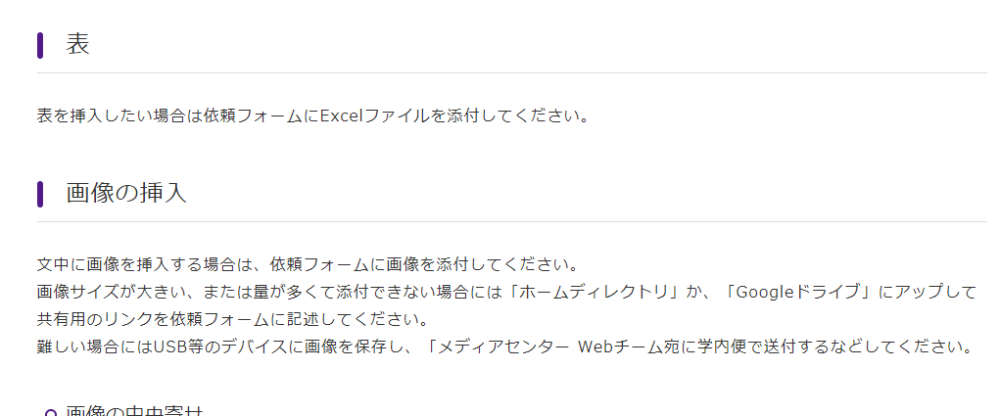 表
表を挿入したい場合は依頼フォームにExcelファイルを添付してください。
画像の挿入
文中に画像を挿入する場合は、依頼フォームに画像を添付してください。
画像サイズが大きい、または量が多くて添付できない場合には「ホームディレクトリ」か、「Googleドライブ」にアップして
共有用のリンクを依頼フォームに記述してください。
難しい場合にはUSB等のデバイスに画像を保存し、「メディアセンター Webチーム宛に学内便で送付するなどしてください。
画像の中央寄せ